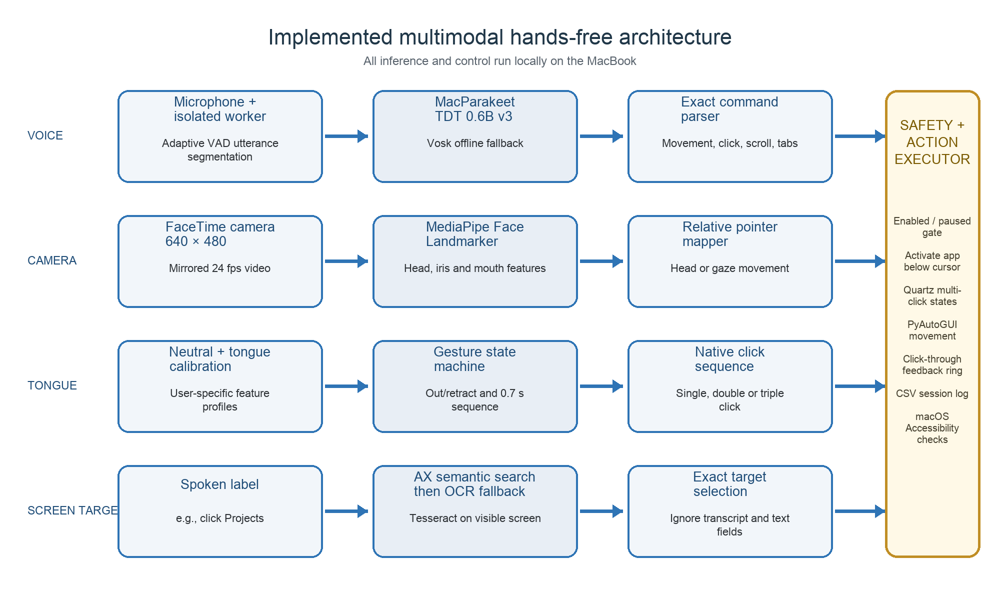 Implemented multimodal hands-free architecture
All inference and control run locally on the MacBook
VOICE
Microphone +
isolated worker
Adaptive VAD utterance
segmentation
MacParakeet
TDT 0.6B v3
Vosk offline fallback
Exact command
parser
Movement, click, scroll, tabs
CAMERA
FaceTime camera
640 × 480
Mirrored 24 fps video
MediaPipe Face
Landmarker
Head, iris and mouth features
Relative pointer
mapper
Head or gaze movement
TONGUE
Neutral + tongue
calibration
User-specific feature
profiles
Gesture state
machine
Out/retract and 0.7 s
sequence
Native click
sequence
Single, double or triple
click
SCREEN TARGE
Spoken label
e.g., click Projects
AX semantic search
then OCR fallback
Tesseract on visible screen
Exact target
selection
Ignore transcript and text
fields
SAFETY +
ACTION
EXECUTOR
Enabled / paused
gate
Activate app
below cursor
Quartz multi-
click states
PyAutoGUI
movement
Click-through
feedback ring
CSV session log
macOS
Accessibility
checks